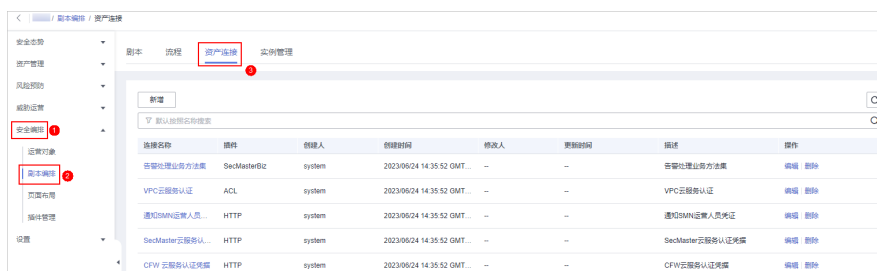 / 剧本编排 / 资产连接
安全态势
资产管理
风险预防
威胁运营
安全编排 1
运营对象
剧本编排 2
页面布局
插件管理
设置
剧本 流程 资产连接 实例管理
3
新增
默认按照名称搜索
连接名称 插件 创建人 创建时间 修改人 更新时间 描述 操作
告警处理业务方法集 SecMasterBiz system 2023/06/24 14:35:52 GMT... -- -- 告警处理业务方法集 编辑 删除
VPC云服务认证 ACL system 2023/06/24 14:35:52 GMT... -- -- VPC云服务认证 编辑 删除
通知SMN运营人员... HTTP system 2023/06/24 14:35:52 GMT... -- -- 通知SMN运营人员凭证 编辑 删除
SecMaster云服务认... HTTP system 2023/06/24 14:35:52 GMT... -- -- SecMaster云服务认证凭据 编辑 删除
CFW 云服务认证凭据 HTTP system 2023/06/24 14:35:52 GMT... -- -- CFW云服务认证凭据 编辑 删除